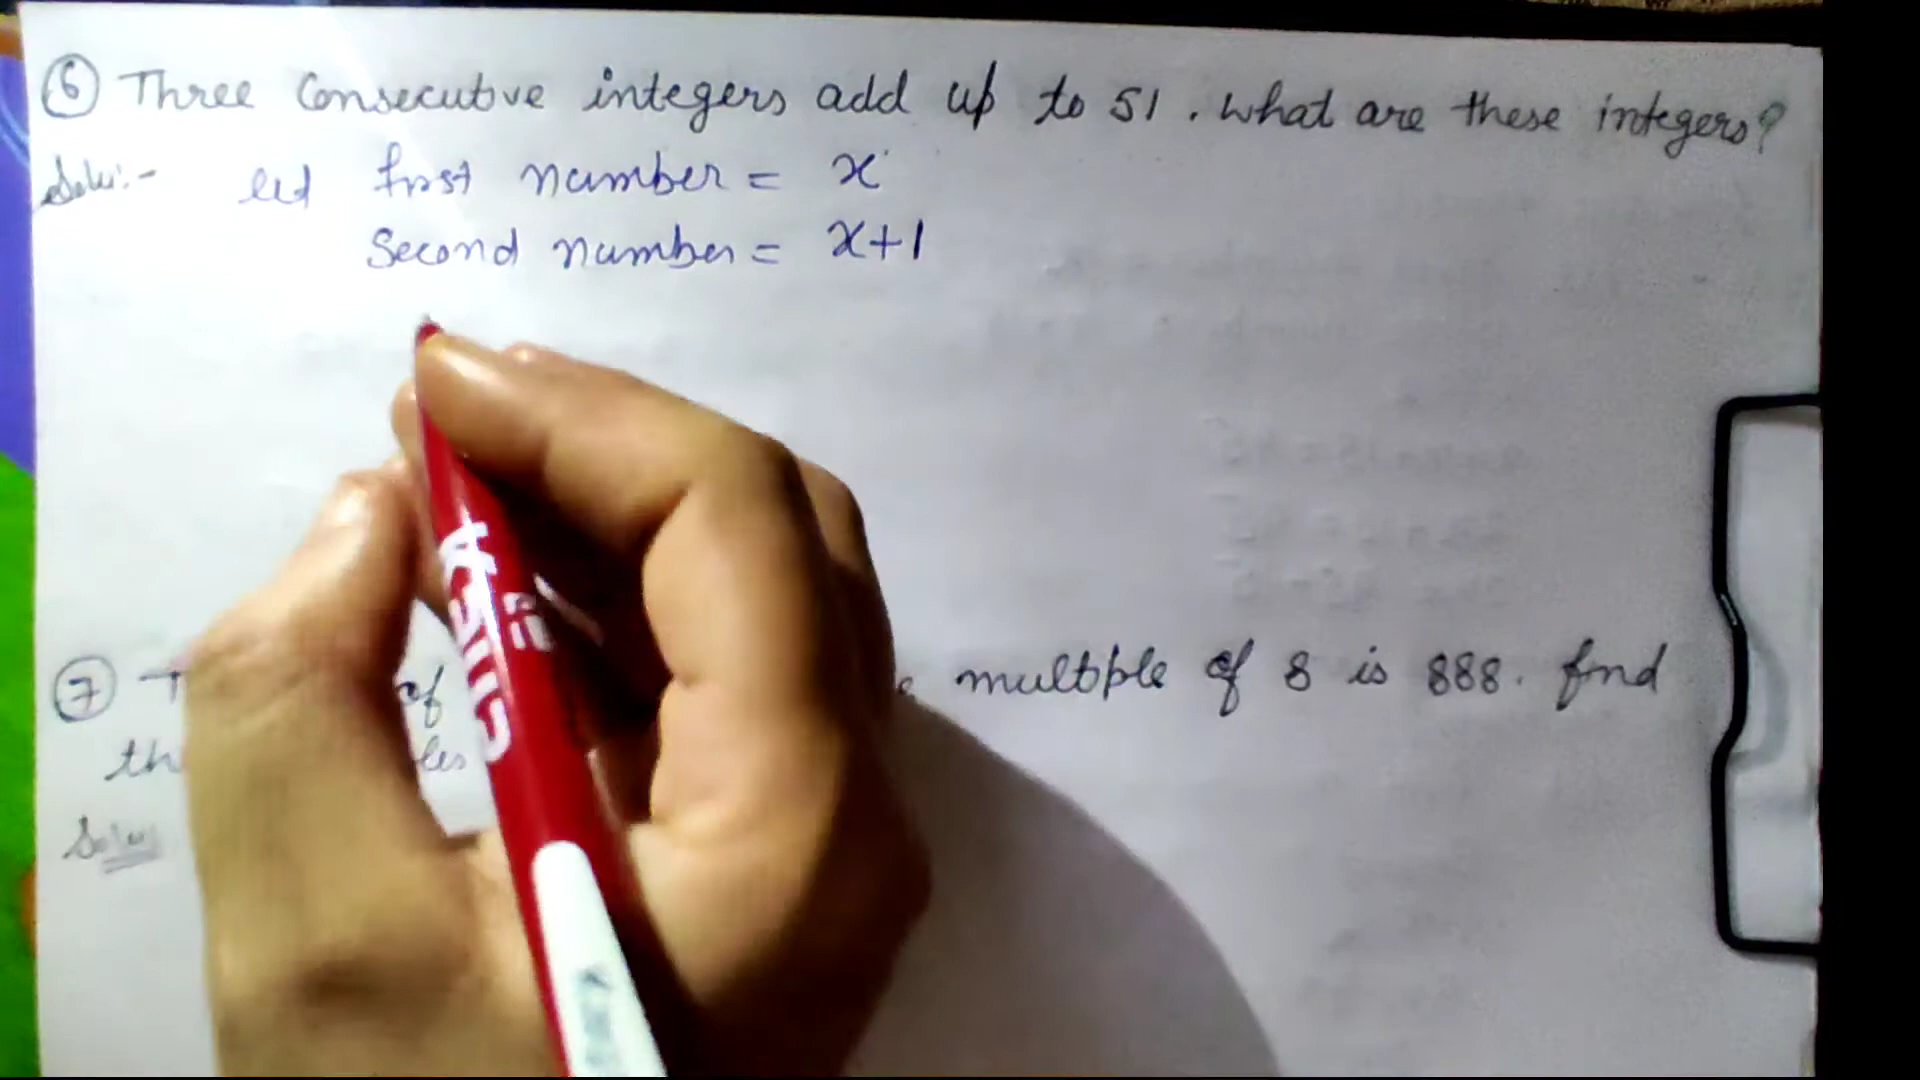 6 Three Consecutive integers add up to 51. What are these integers?
Solu:- let first number = x
Second number = x+1
7 of multiple of 8 is 888. find
Solu